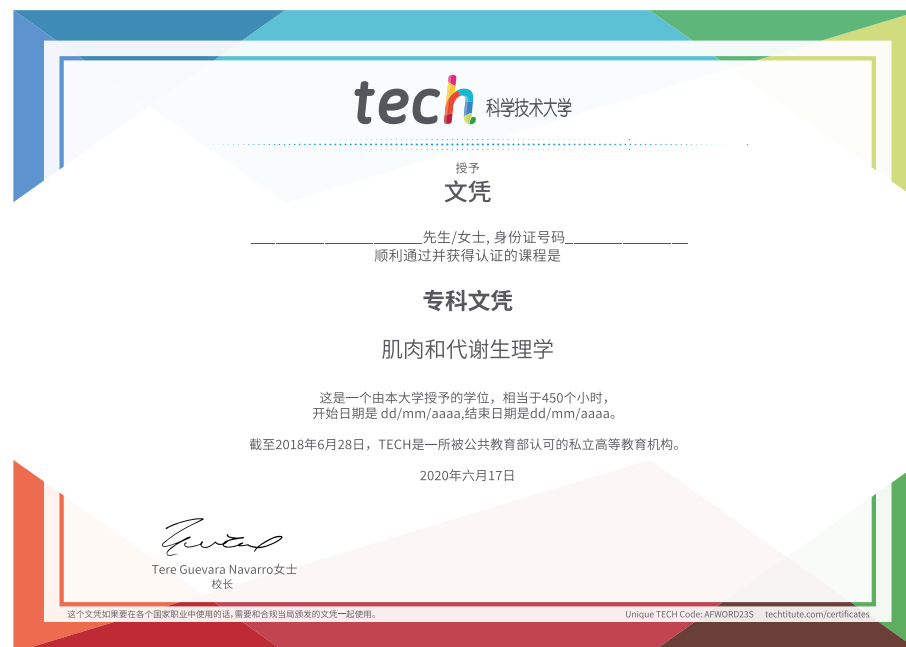 tech 科学技术大学
授予
文凭
______________________先生/女士, 身份证号码________________
顺利通过并获得认证的课程是
专科文凭
肌肉和代谢生理学
这是一个由本大学授予的学位，相当于450个小时，
开始日期是 dd/mm/aaaa,结束日期是dd/mm/aaaa。
截至2018年6月28日，TECH是一所被公共教育部认可的私立高等教育机构。
2020年六月17日
Tere Guevara Navarro女士
校长
这个文凭如果要在各个国家职业中使用的话,需要和合规当局颁发的文凭一起使用。
Unique TECH Code: AFWORD23S techtitute.com/certificates